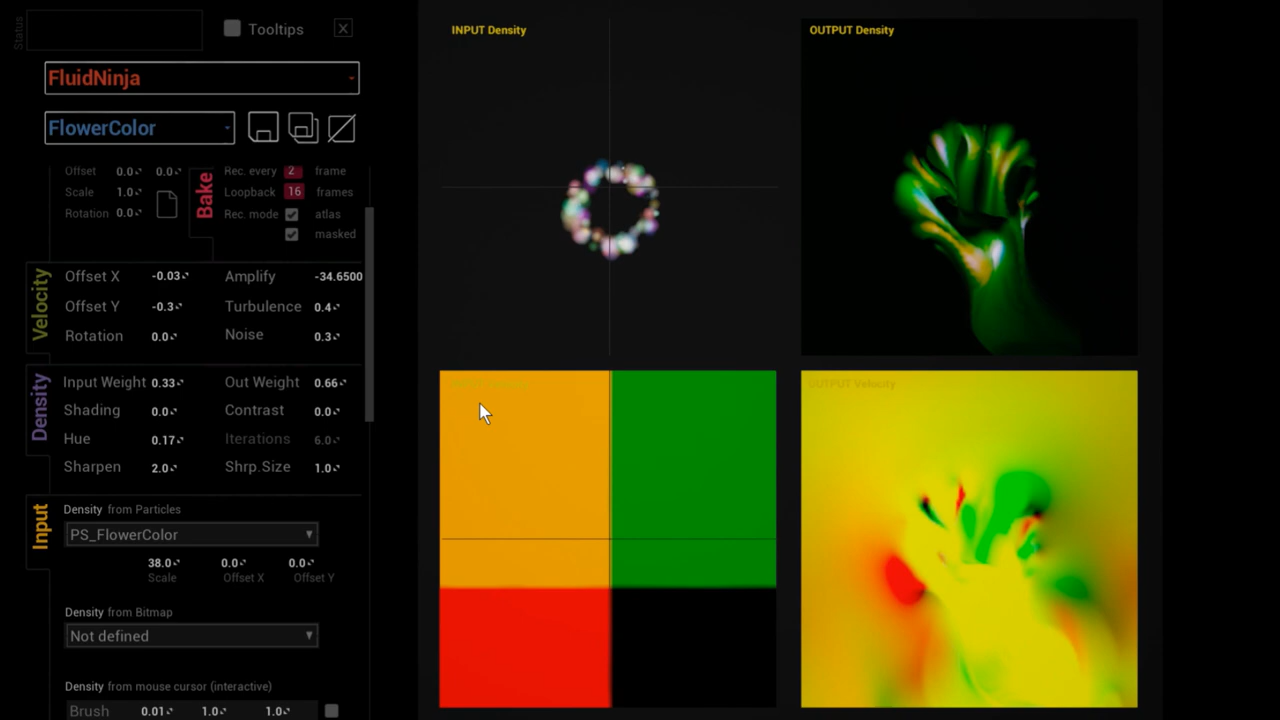 Status
Tooltips
X
FluidNinja
FlowerColor
Offset 0.0 0.0
Scale 1.0
Rotation 0.0
Bake
Rec. every 2 frame
Loopback 16 frames
Rec. mode atlas
masked
Velocity
Offset X -0.03 Amplify -34.6500
Offset Y -0.3 Turbulence 0.4
Rotation 0.0 Noise 0.3
Density
Input Weight 0.33 Out Weight 0.66
Shading 0.0 Contrast 0.0
Hue 0.17 Iterations 6.0
Sharpen 2.0 Shrp.Size 1.0
Input
Density from Particles
PS_FlowerColor
38.0 0.0 0.0
Scale Offset X Offset Y
Density from Bitmap
Not defined
Density from mouse cursor (interactive)
Brush 0.01 1.0 1.0
INPUT Density
OUTPUT Density
OUTPUT Velocity